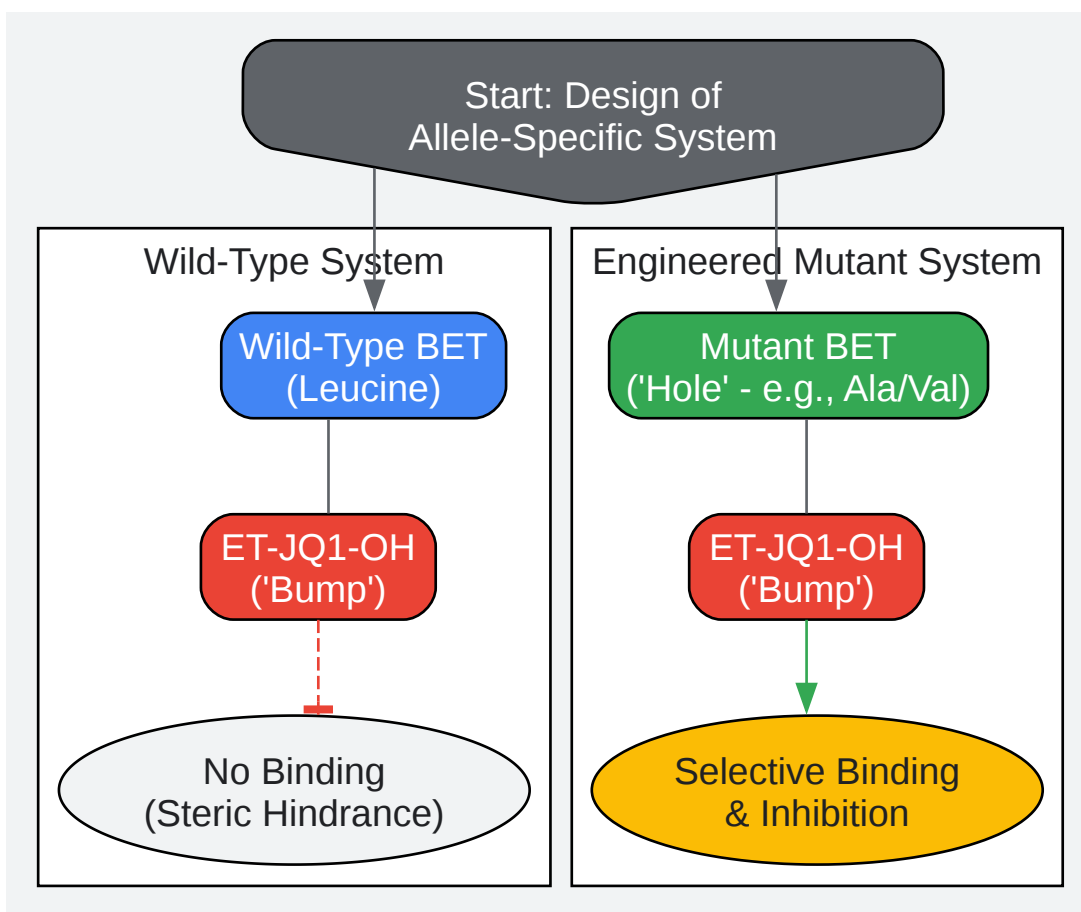 Start: Design of
Allele-Specific System
Wild-Type System
Wild-Type BET
(Leucine)
ET-JQ1-OH
('Bump')
No Binding
(Steric Hindrance)
Engineered Mutant System
Mutant BET
('Hole' - e.g., Ala/Val)
ET-JQ1-OH
('Bump')
Selective Binding
& Inhibition